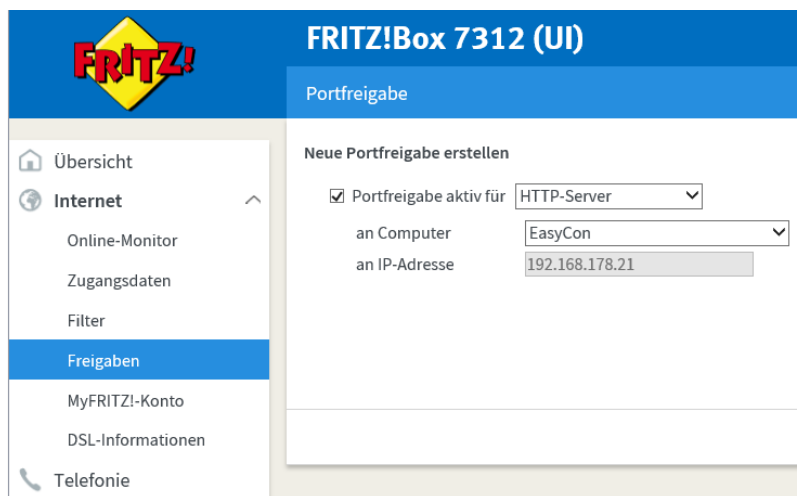 FRITZ!
FRITZ!Box 7312 (UI)
Portfreigabe
Übersicht
Internet
Online-Monitor
Zugangsdaten
Filter
Freigaben
MyFRITZ!-Konto
DSL-Informationen
Telefonie
Neue Portfreigabe erstellen
Portfreigabe aktiv für HTTP-Server
an Computer EasyCon
an IP-Adresse 192.168.178.21